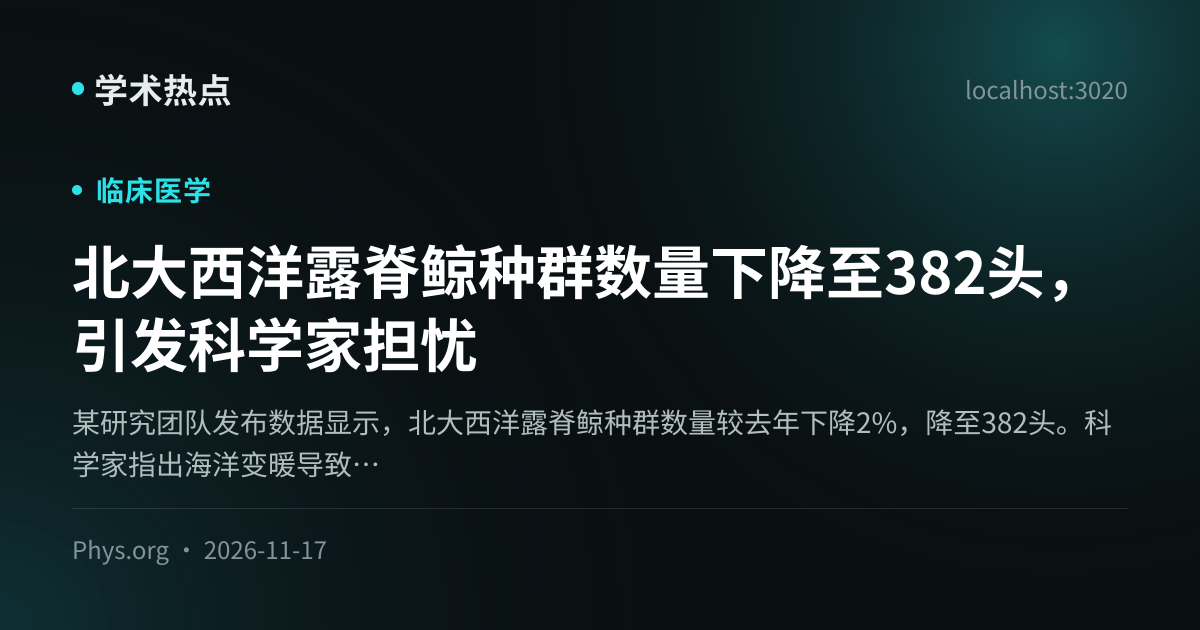 学术热点
localhost:3020
临床医学
北大西洋露脊鲸种群数量下降至382头，
引发科学家担忧
某研究团队发布数据显示，北大西洋露脊鲸种群数量较去年下降2%，降至382头。科
学家指出海洋变暖导致…
Phys.org · 2026-11-17